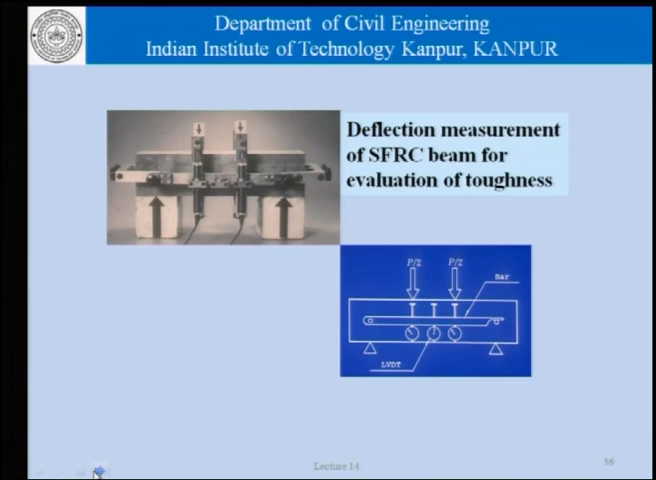 Department of Civil Engineering
Indian Institute of Technology Kanpur, KANPUR
Deflection measurement
of SFRC beam for
evaluation of toughness
P/2
P/2
Bar
LVDT
Lecture 14
36